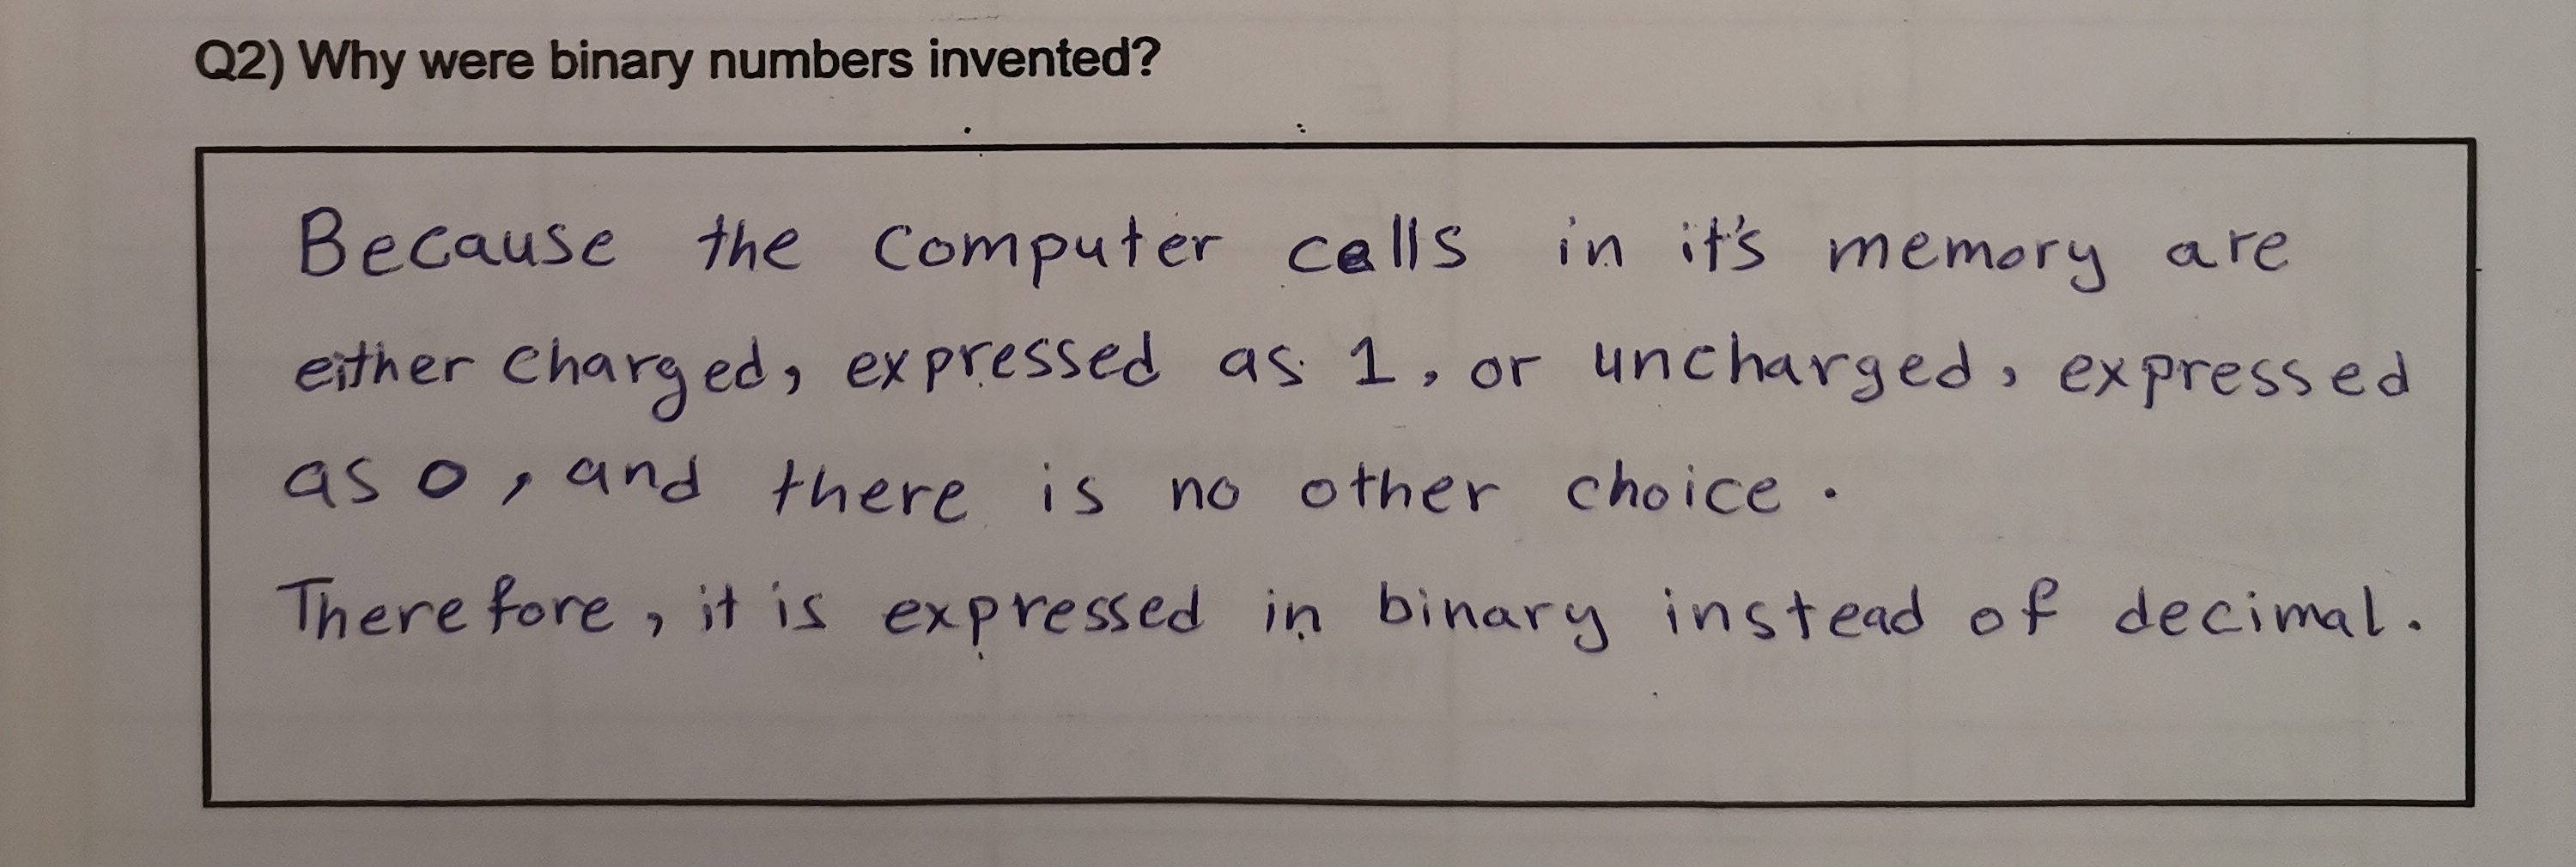 Q2) Why were binary numbers invented?
Because the computer cells in it's memory are
either charged, expressed as 1, or uncharged, expressed
as 0, and there is no other choice.
Therefore, it is expressed in binary instead of decimal.